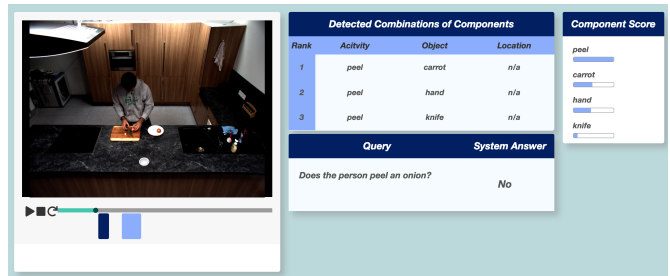 Detected Combinations of Components
Rank Acitvity Object Location
1 peel carrot n/a
2 peel hand n/a
3 peel knife n/a
Query System Answer
Does the person peel an onion? No
Component Score
peel
carrot
hand
knife